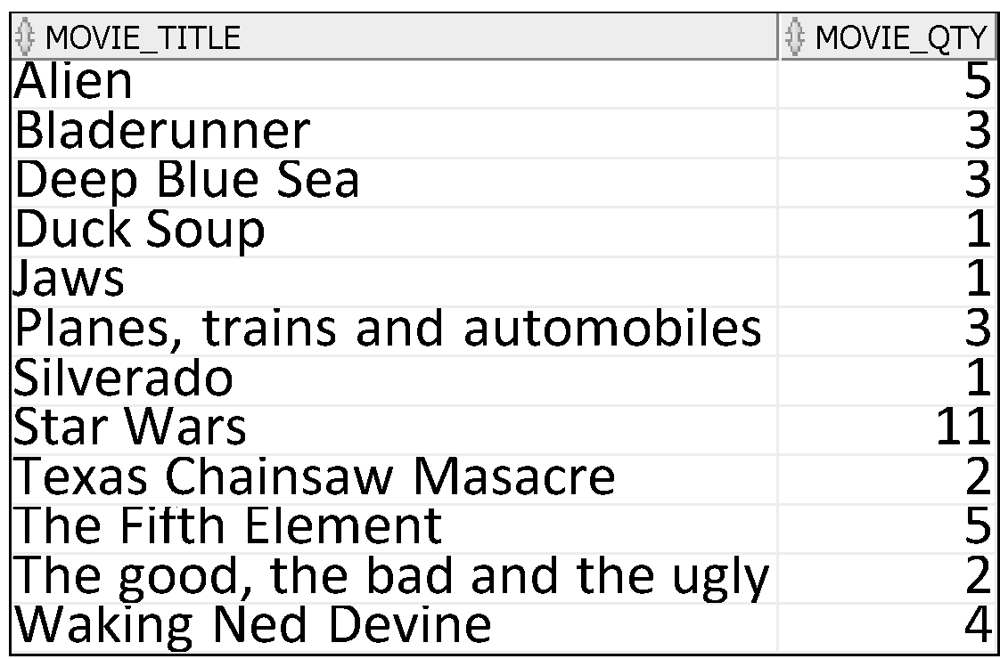 MOVIE_TITLE MOVIE_QTY
Alien 5
Bladerunner 3
Deep Blue Sea 3
Duck Soup 1
Jaws 1
Planes, trains and automobiles 3
Silverado 1
Star Wars 11
Texas Chainsaw Masacre 2
The Fifth Element 5
The good, the bad and the ugly 2
Waking Ned Devine 4